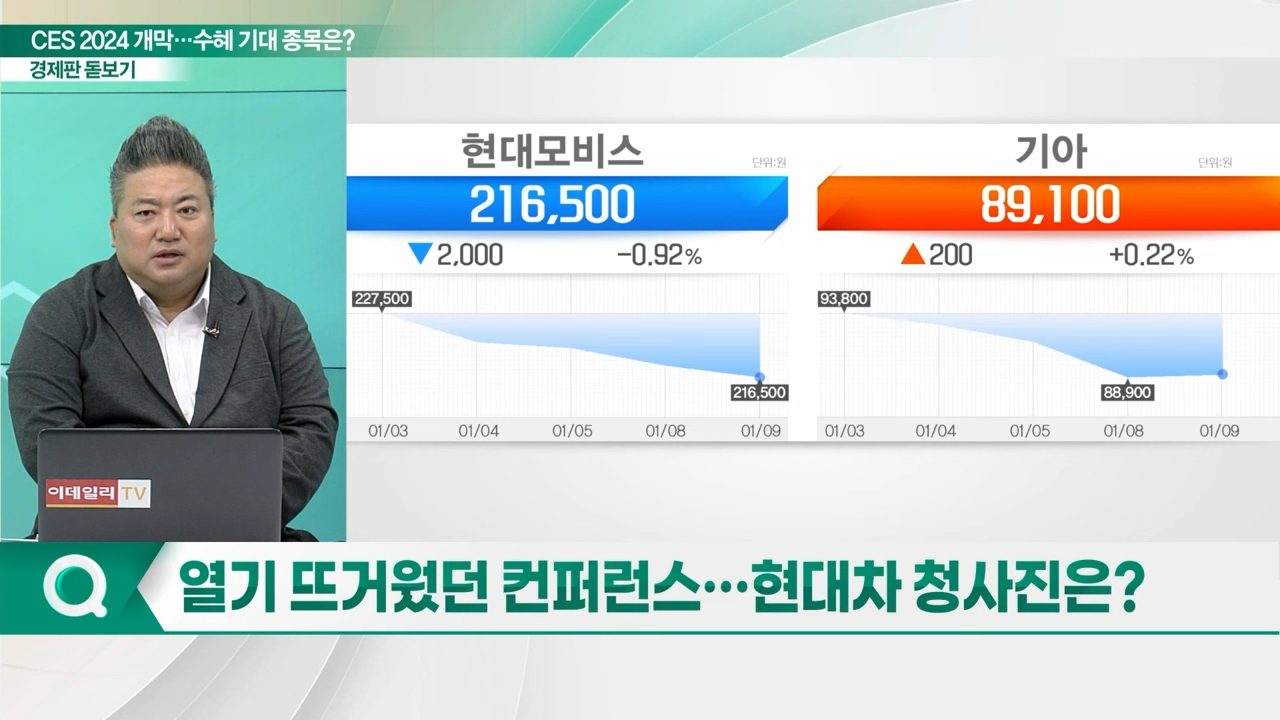 CES 2024 개막…수혜 기대 종목은?
경제판 돋보기
현대모비스
단위:원
216,500
▼2,000 -0.92%
227,500
216,500
01/03 01/04 01/05 01/08 01/09
기아
단위:원
89,100
▲200 +0.22%
93,800
88,900
01/03 01/04 01/05 01/08 01/09
이데일리 TV
Q 열기 뜨거웠던 컨퍼런스…현대차 청사진은?